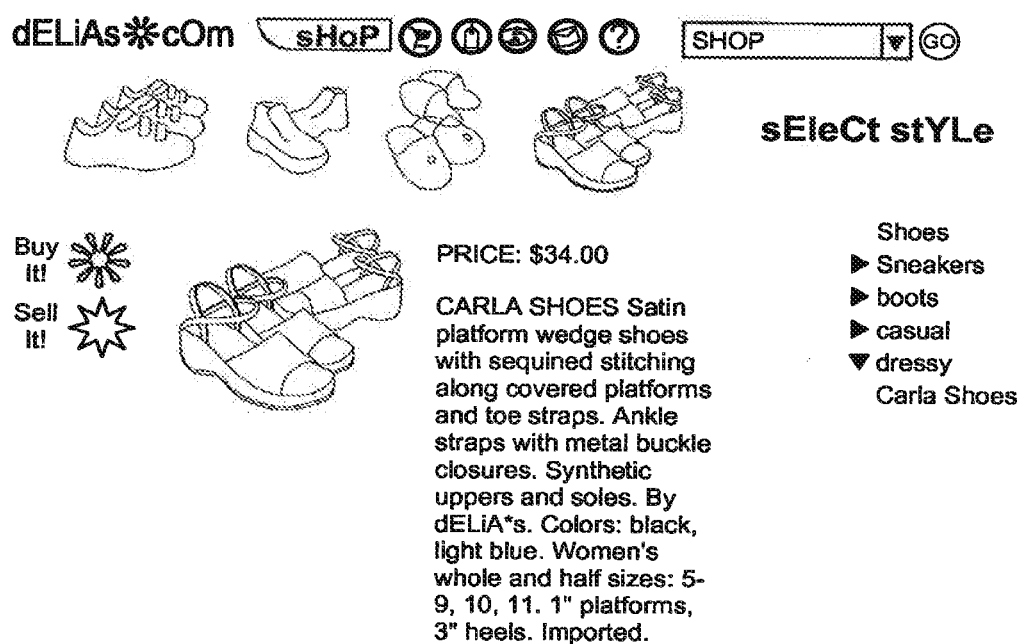 dELiAs*cOm sHoP ? SHOP GO
sEleCt stYLe
Buy
It!
Sell
It!
PRICE: $34.00
CARLA SHOES Satin
platform wedge shoes
with sequined stitching
along covered platforms
and toe straps. Ankle
straps with metal buckle
closures. Synthetic
uppers and soles. By
dELiA*s. Colors: black,
light blue. Women's
whole and half sizes: 5-
9, 10, 11. 1" platforms,
3" heels. Imported.
Shoes
Sneakers
boots
casual
dressy
Carla Shoes